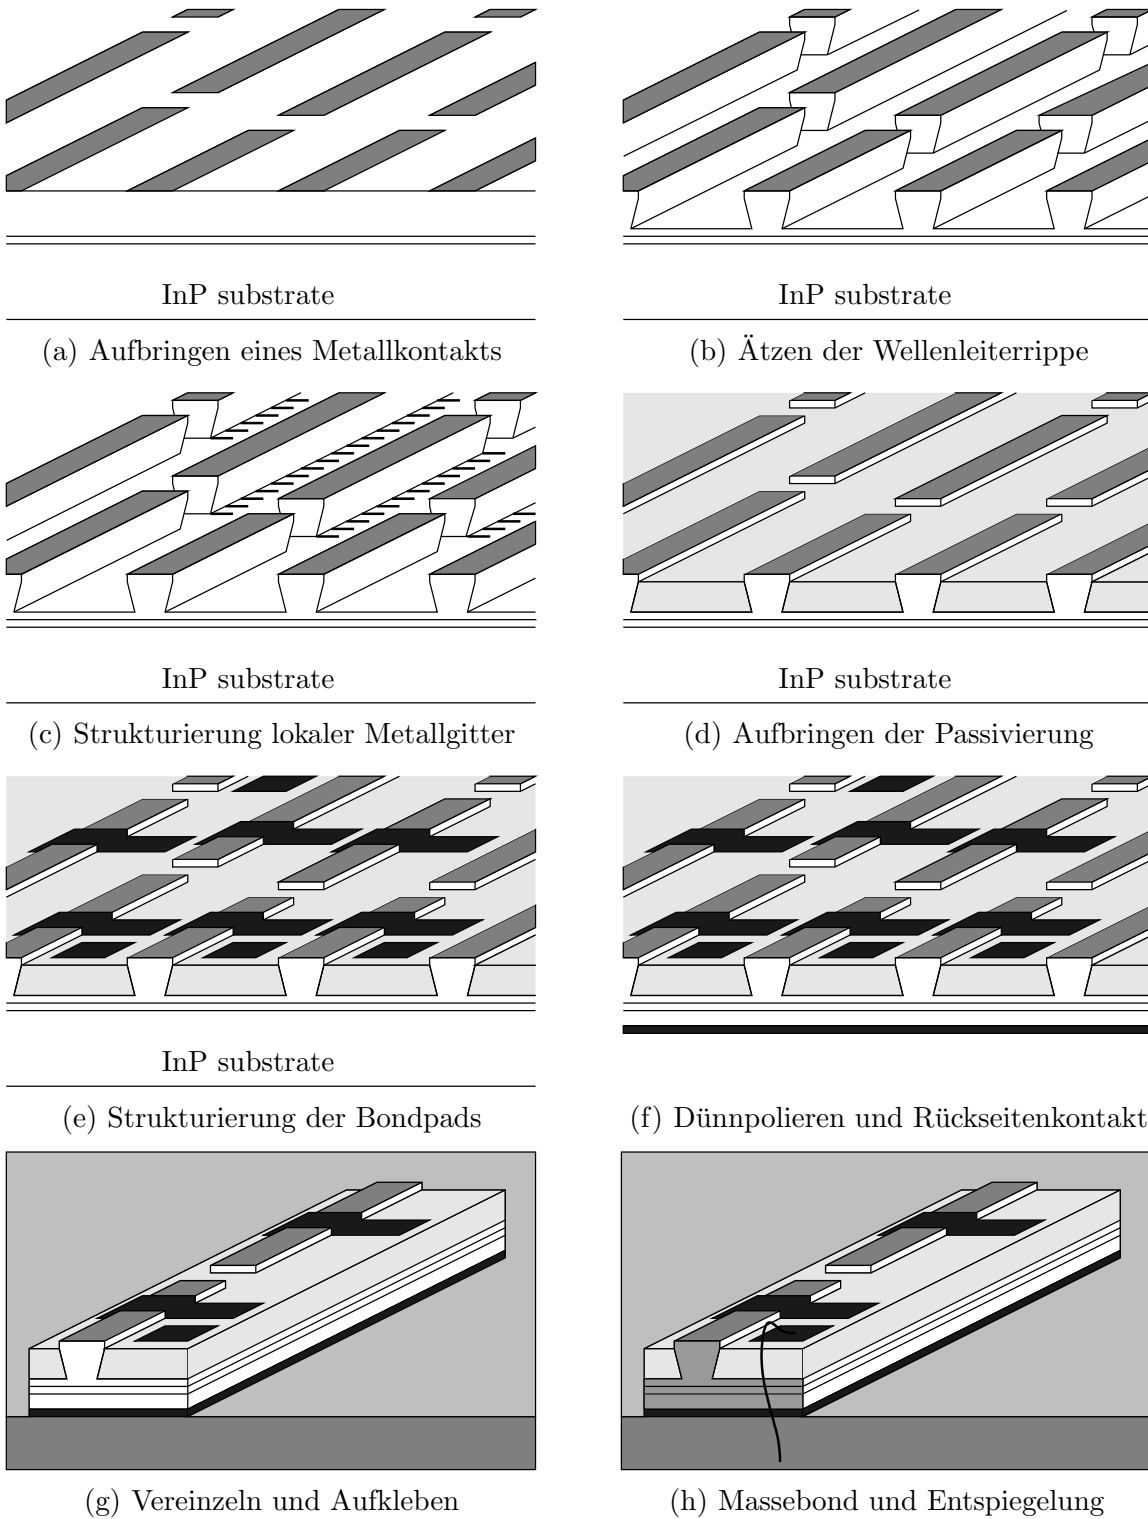 InP substrate
InP substrate
(a) Aufbringen eines Metallkontakts
(b) Ätzen der Wellenleiterrippe
InP substrate
InP substrate
(c) Strukturierung lokaler Metallgitter
(d) Aufbringen der Passivierung
InP substrate
(e) Strukturierung der Bondpads
(f) Dünnpolieren und Rückseitenkontakt
(g) Vereinzeln und Aufkleben
(h) Massebond und Entspiegelung